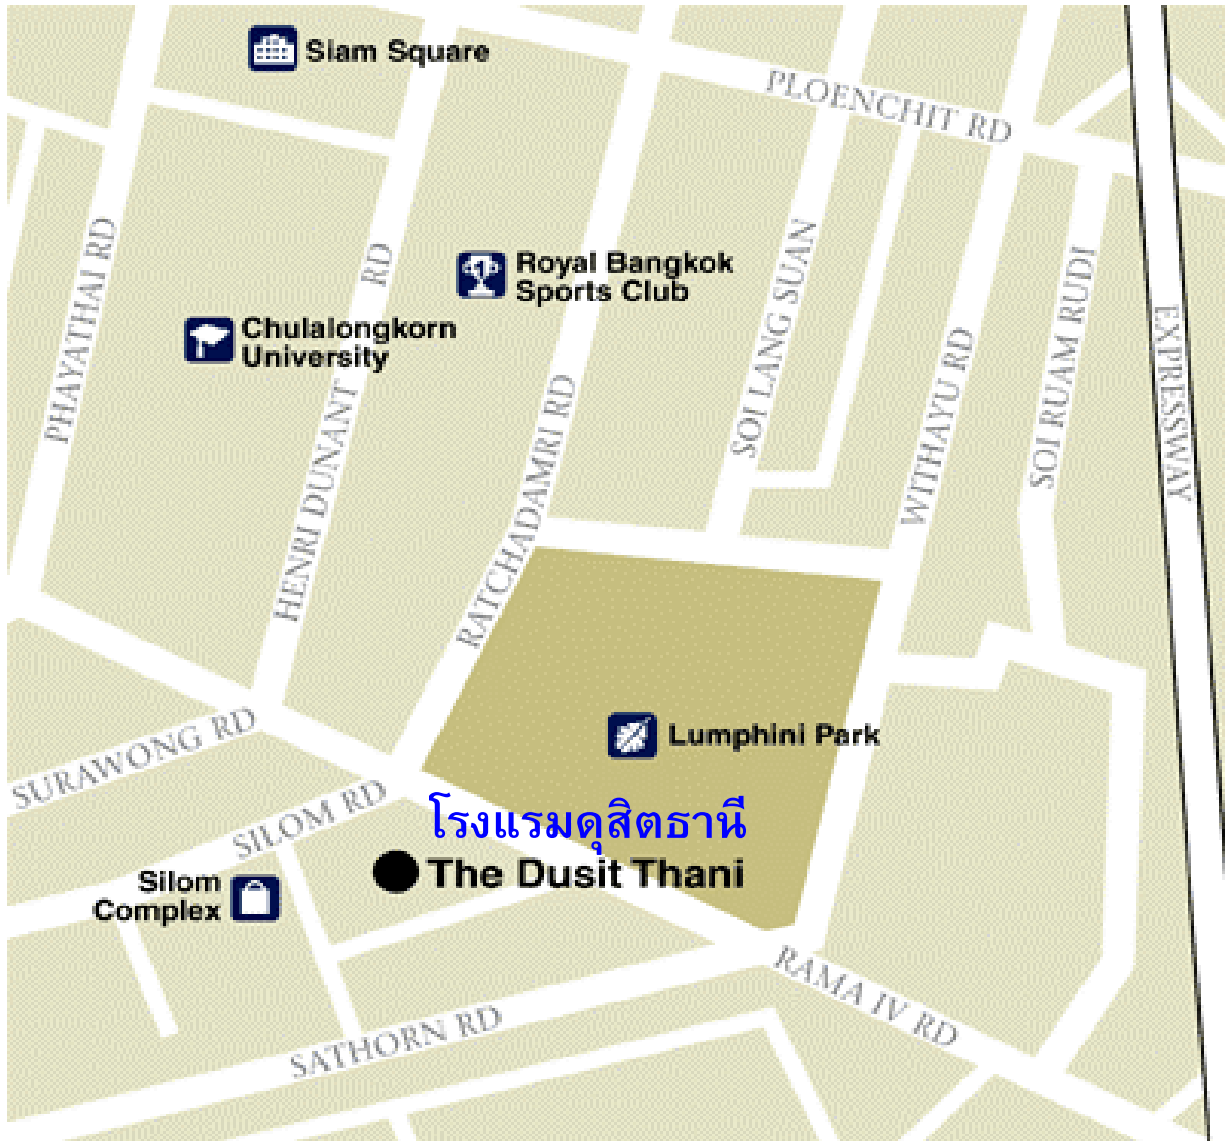 Siam Square
PLOENCHIT RD
PHAYATHAI RD
RD
Royal Bangkok
Sports Club
SOI LANG SUAN
SOI RUAM RUDI
EXPRESSWAY
Chulalongkorn
University
WITHAYU RD
HENRI DUNANT
RATCHADAMRI RD
SURAWONG RD
Lumphini Park
SILOM RD
โรงแรมดุสิตธานี
The Dusit Thani
Silom
Complex
RAMA IV RD
SATHORN RD